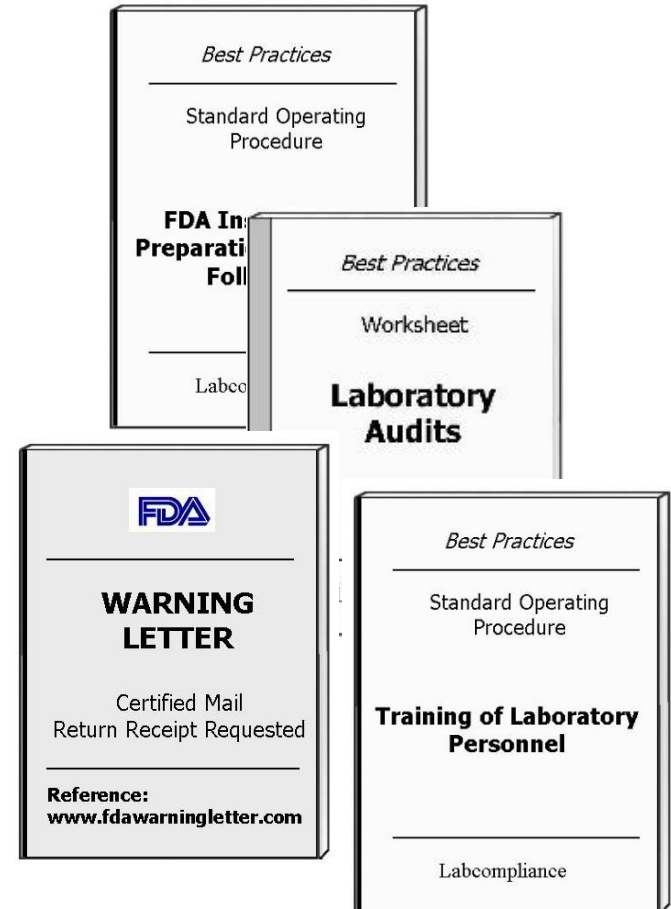 Best Practices
Standard Operating
Procedure
FDA
Best Practices
Worksheet
Laboratory
Audits
FDA
WARNING
LETTER
Certified Mail
Return Receipt Requested
Reference:
www.fdawarningletter.com
Best Practices
Standard Operating
Procedure
Training of Laboratory
Personnel
Labcompliance